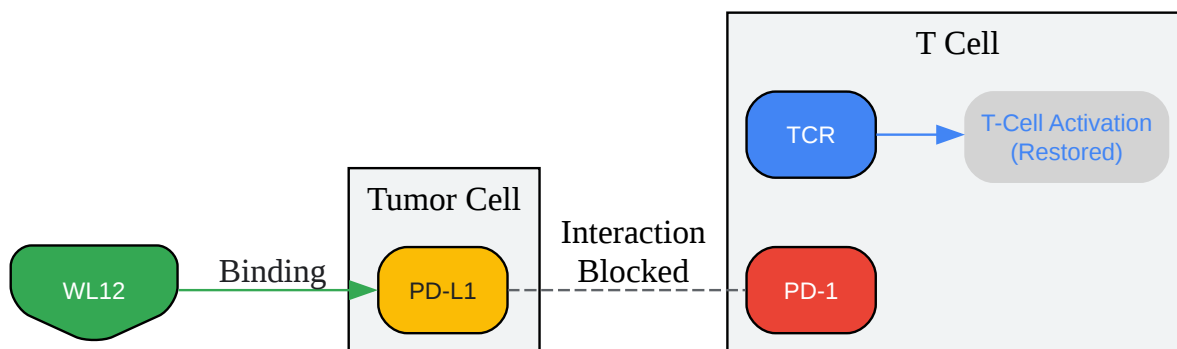 T Cell
TCR
T-Cell Activation
(Restored)
Tumor Cell
Interaction
Blocked
WL12
Binding
PD-L1
PD-1